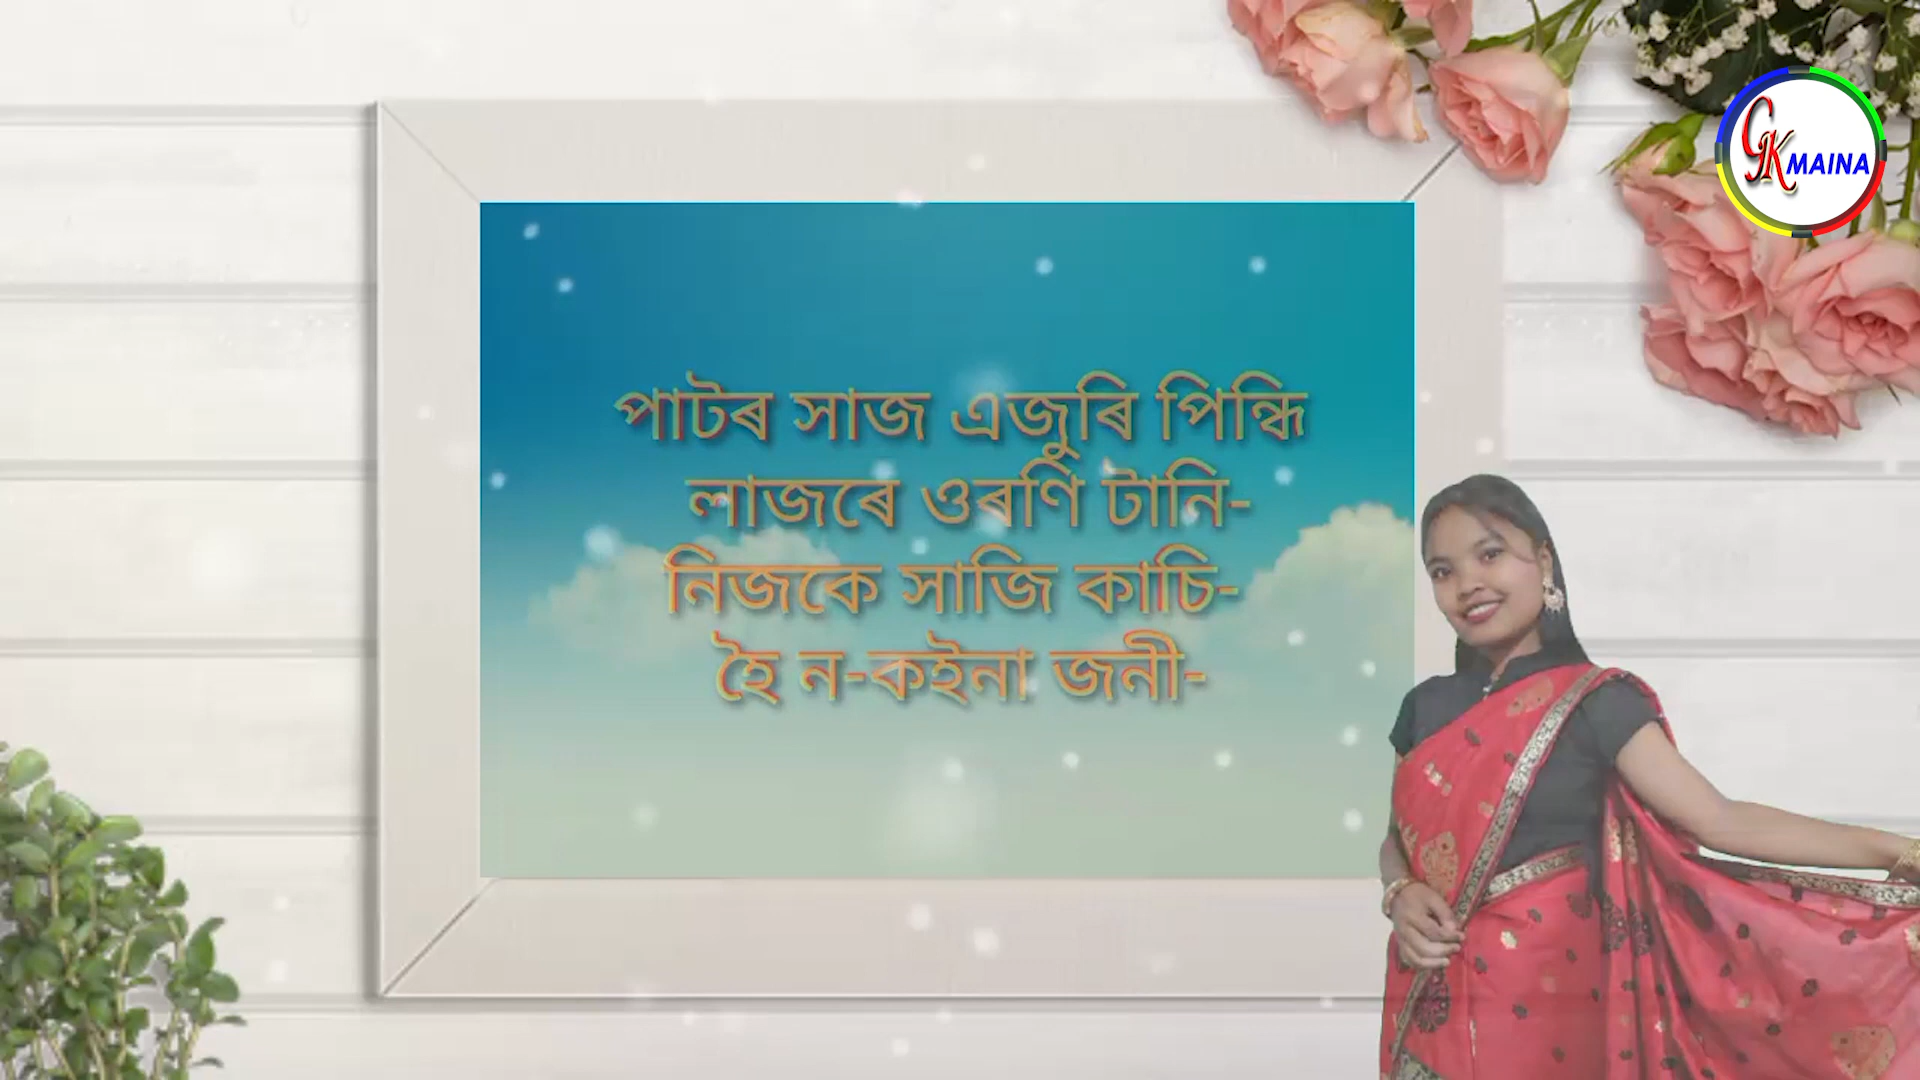 GK MAINA
পাটৰ সাজ এজুৰি পিন্ধি
লাজৰে ওৰণি টানি-
নিজকে সাজি কাচি-
হৈ ন-কইনা জনী-